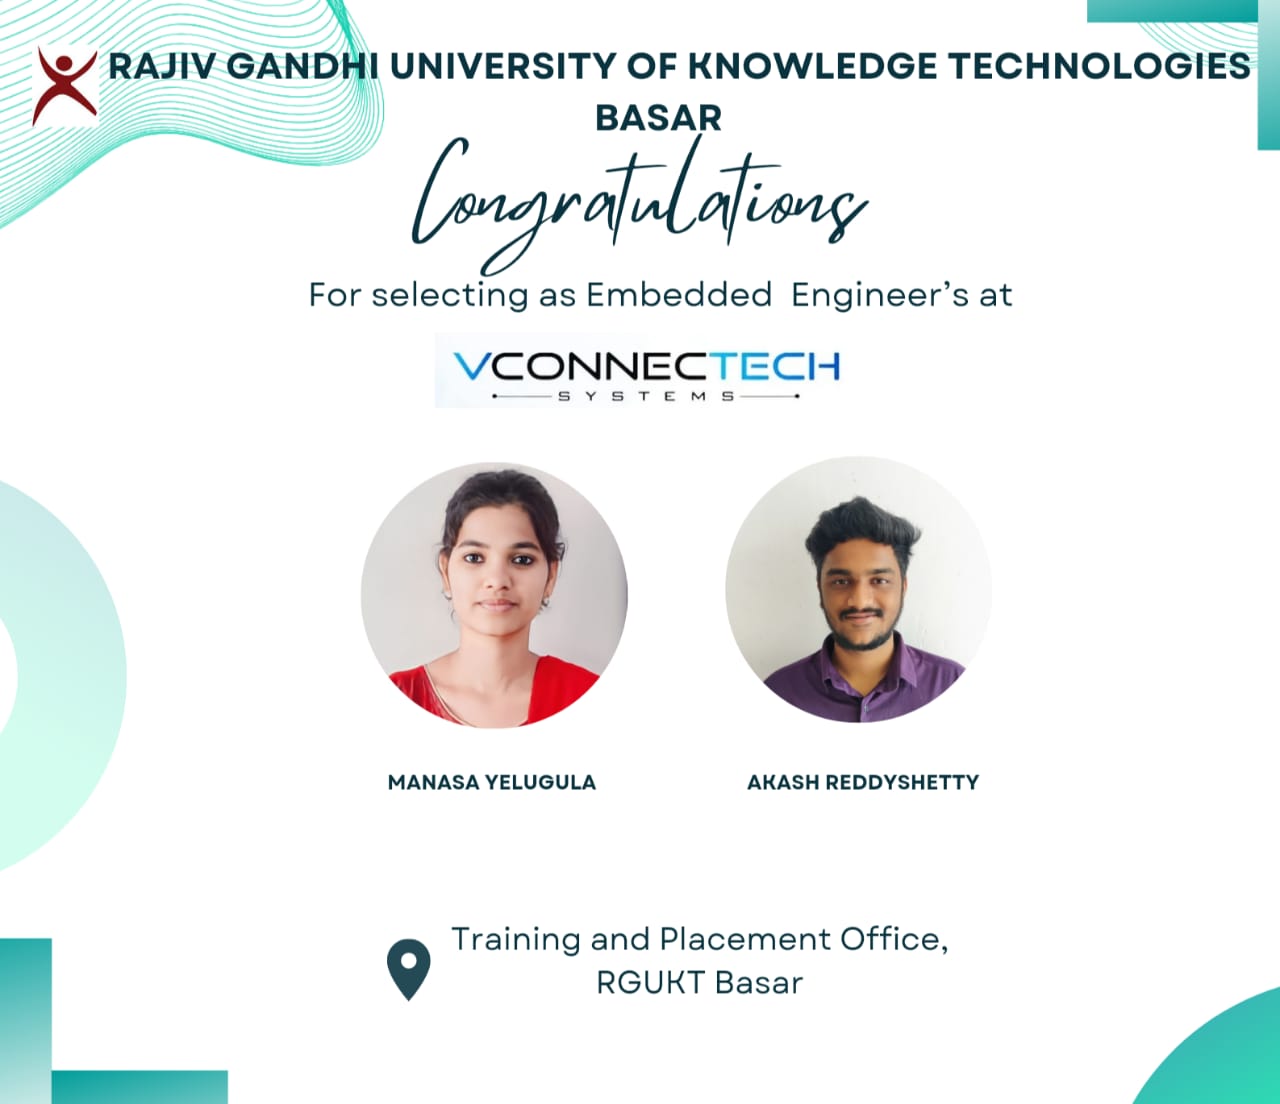 RAJIV GANDHI UNIVERSITY OF KNOWLEDGE TECHNOLOGIES
BASAR
Congratulations
For selecting as Embedded Engineer’s at
VCONNECTECH
SYSTEMS
MANASA YELUGULA
AKASH REDDYSHETTY
Training and Placement Office,
RGUKT Basar